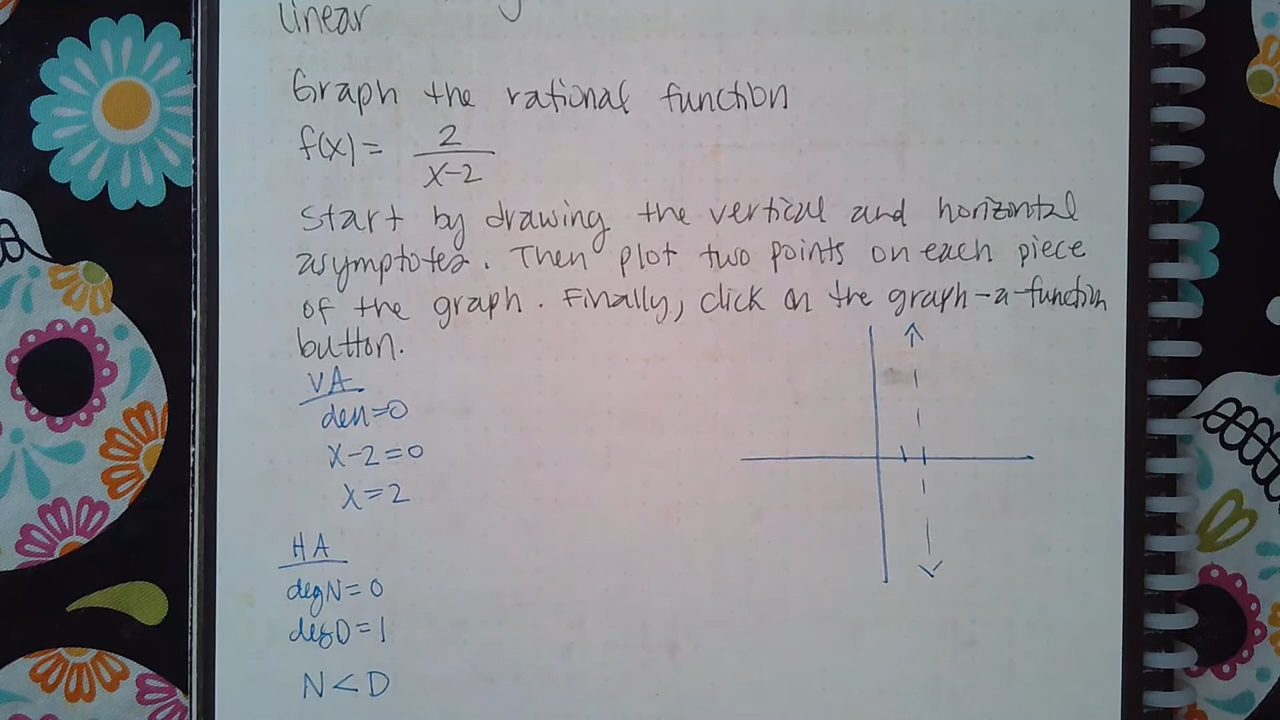 linear
Graph the rational function
f(x) = 2/(x-2)
Start by drawing the vertical and horizontal
asymptotes. Then plot two points on each piece
of the graph. Finally, click on the graph-a-function
button.
VA
den=0
x-2=0
x=2
HA
degN=0
degD=1
N<D